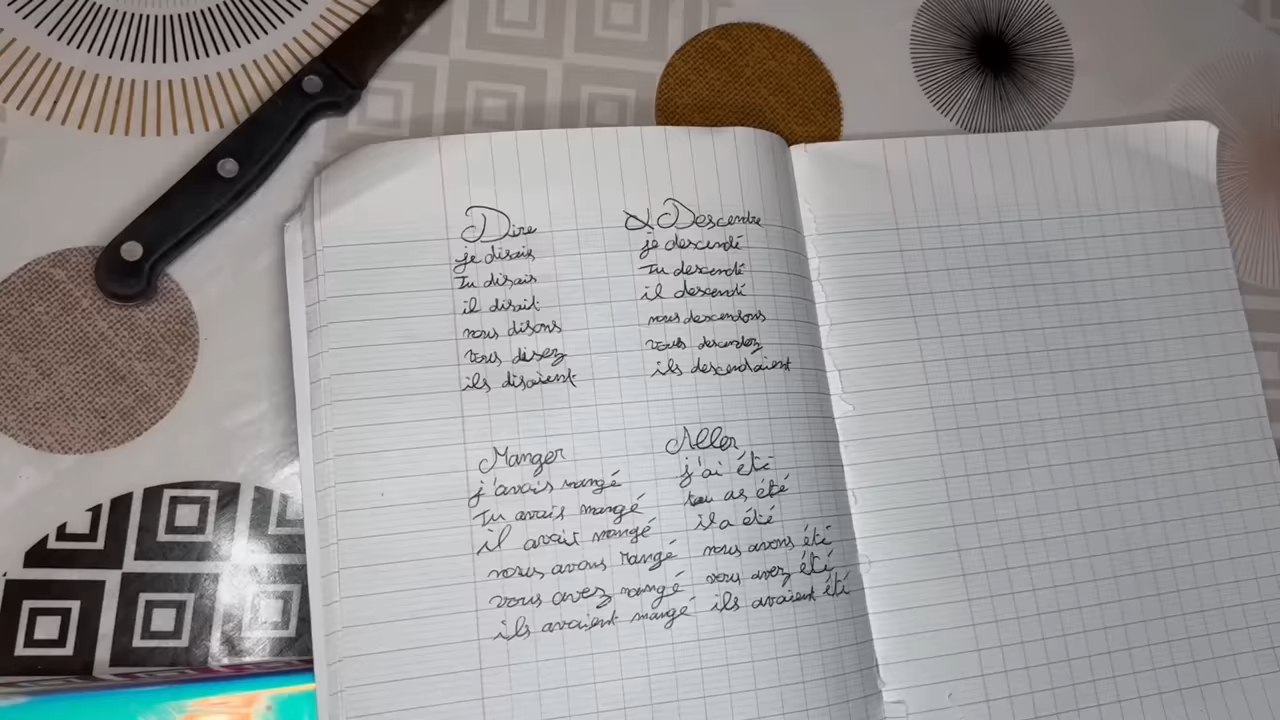 Dire
je disais
Tu disais
il disait
nous disons
vous disez
ils disaient
Descendre
je descendé
Tu descendé
il descendé
nous descendons
vous descendez
ils descendaient
Manger
j'avais mangé
Tu avais mangé
il avait mangé
nous avons mangé
vous avez mangé
ils avaient mangé
Aller
j'ai été
tu as été
il a été
nous avons été
vous avez été
ils avaient été